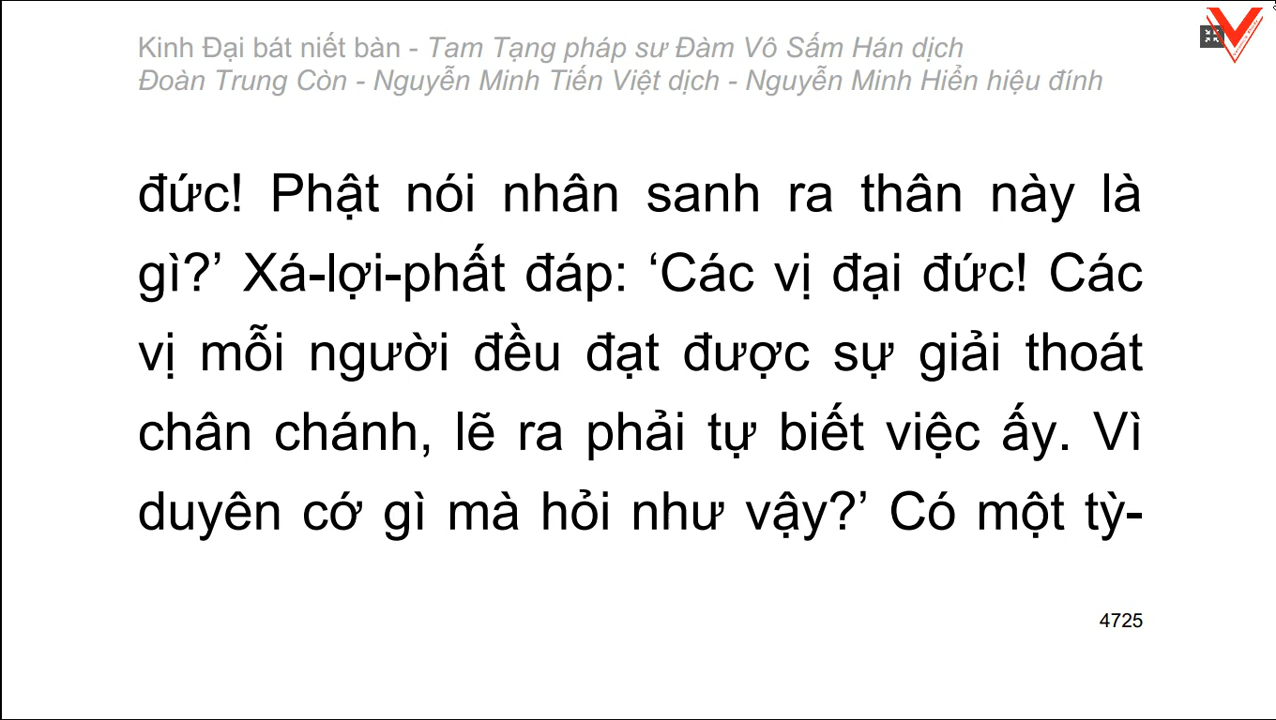 Kinh Đại bát niết bàn - Tam Tạng pháp sư Đàm Vô Sấm Hán dịch
Đoàn Trung Còn - Nguyễn Minh Tiến Việt dịch - Nguyễn Minh Hiển hiệu đính
đức! Phật nói nhân sanh ra thân này là
gì?’ Xá-lợi-phất đáp: ‘Các vị đại đức! Các
vị mỗi người đều đạt được sự giải thoát
chân chánh, lẽ ra phải tự biết việc ấy. Vì
duyên cớ gì mà hỏi như vậy?’ Có một tỳ-
4725